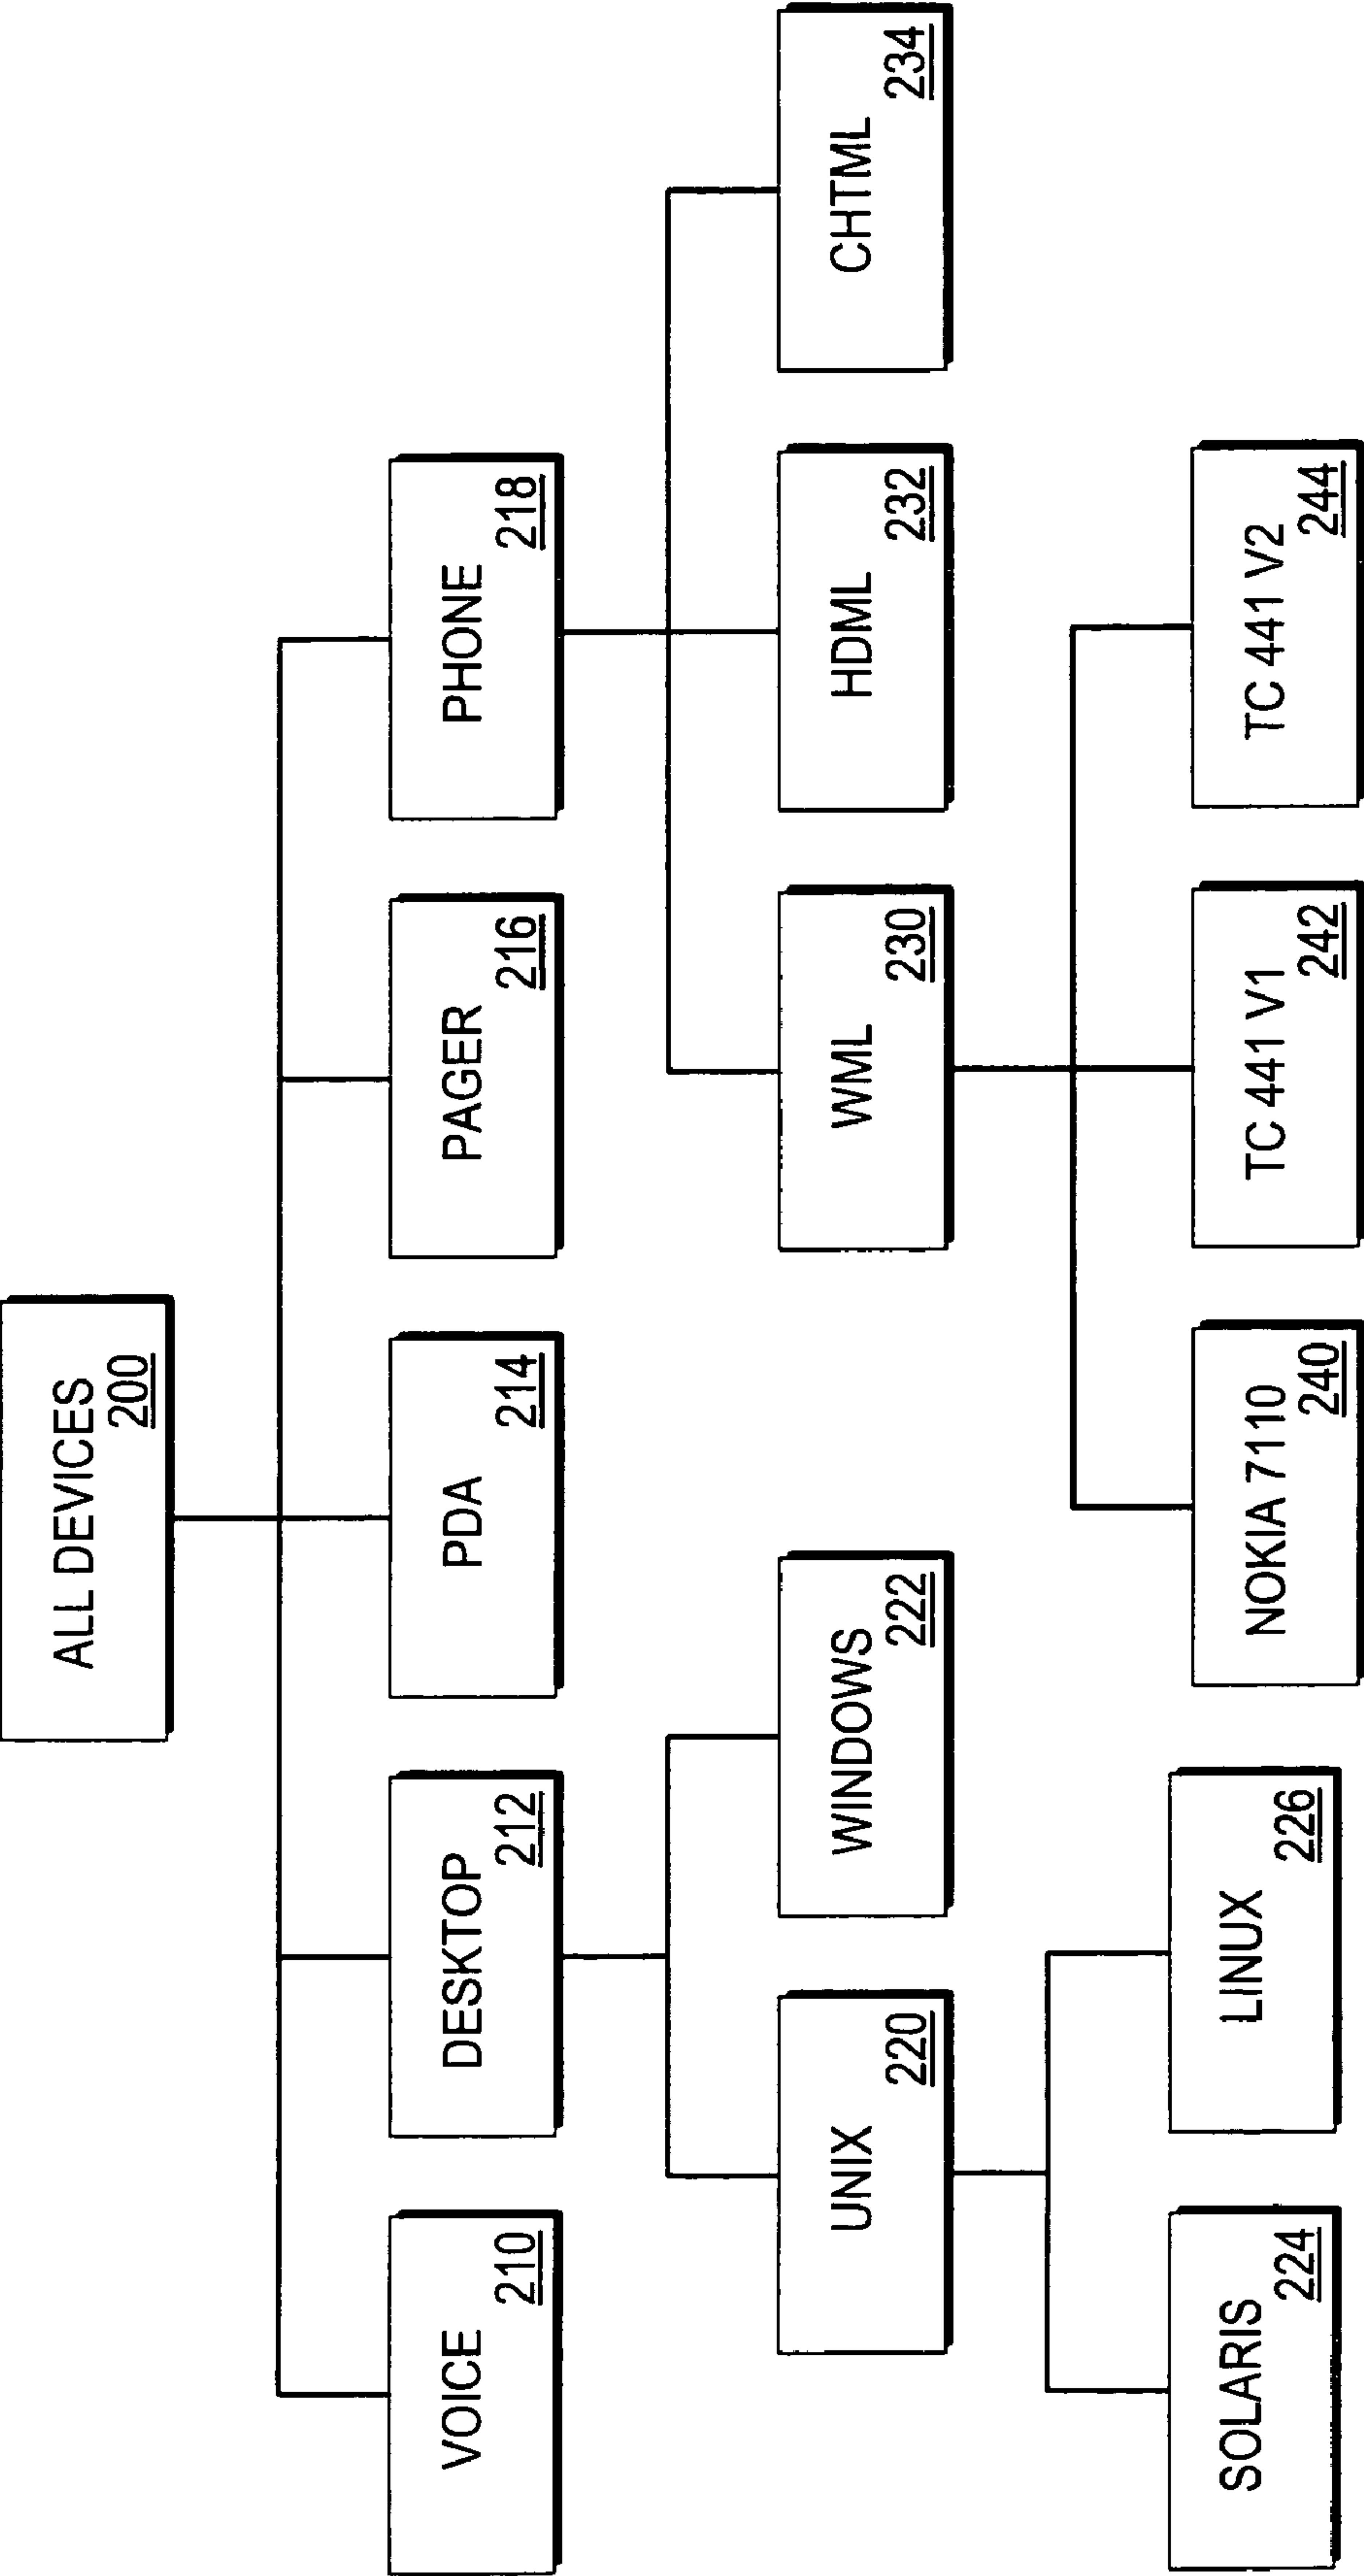 ALL DEVICES
200
VOICE
210
DESKTOP
212
PDA
214
PAGER
216
PHONE
218
UNIX
220
WINDOWS
222
WML
230
HDML
232
CHTML
234
SOLARIS
224
LINUX
226
NOKIA 7110
240
TC 441 V1
242
TC 441 V2
244